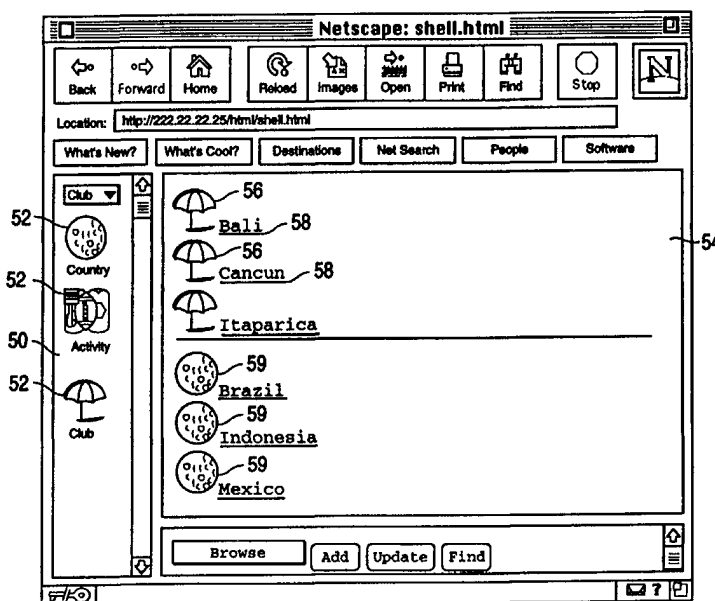 Netscape: shell.html
Back Forward Home Reload Images Open Print Find Stop N
Location: http://222.22.22.25/html/shell.html
What's New? What's Cool? Destinations Net Search People Software
Club
52
Country
52
Activity
50
52
Club
56
Bali 58
56
Cancun 58
Itaparica
54
59
Brazil
59
Indonesia
59
Mexico
Browse Add Update Find
?